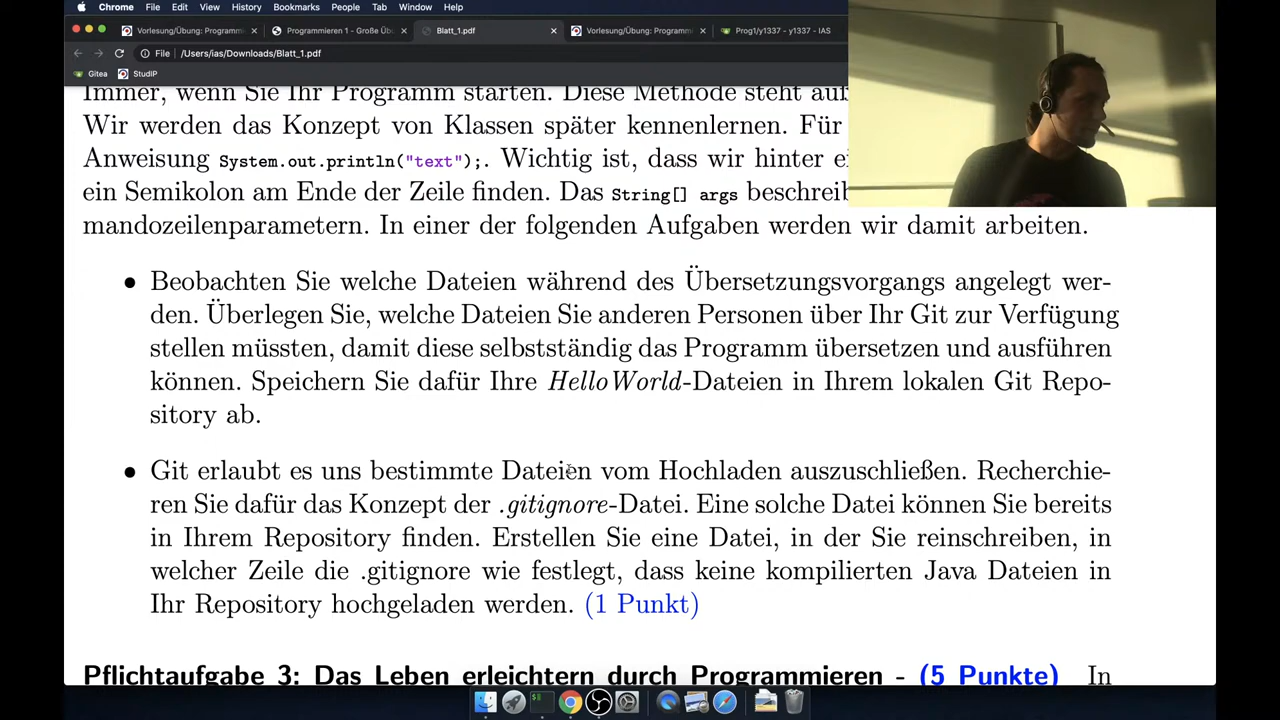 Chrome File Edit View History Bookmarks People Tab Window Help
Vorlesung/Übung: Programmie Programmieren 1 - Große Üb Blatt_1.pdf Vorlesung/Übung: Programm Prog1/y1337 - y1337 - IAS
File /Users/ias/Downloads/Blatt_1.pdf
Gitea StudIP
Immer, wenn Sie Ihr Programm starten. Diese Methode steht auß
Wir werden das Konzept von Klassen später kennenlernen. Für
Anweisung System.out.println("text");. Wichtig ist, dass wir hinter ei
ein Semikolon am Ende der Zeile finden. Das String[] args beschreib
mandozeilenparametern. In einer der folgenden Aufgaben werden wir damit arbeiten.
• Beobachten Sie welche Dateien während des Übersetzungsvorgangs angelegt wer-
den. Überlegen Sie, welche Dateien Sie anderen Personen über Ihr Git zur Verfügung
stellen müssten, damit diese selbstständig das Programm übersetzen und ausführen
können. Speichern Sie dafür Ihre HelloWorld-Dateien in Ihrem lokalen Git Repo-
sitory ab.
• Git erlaubt es uns bestimmte Dateien vom Hochladen auszuschließen. Recherchie-
ren Sie dafür das Konzept der .gitignore-Datei. Eine solche Datei können Sie bereits
in Ihrem Repository finden. Erstellen Sie eine Datei, in der Sie reinschreiben, in
welcher Zeile die .gitignore wie festlegt, dass keine kompilierten Java Dateien in
Ihr Repository hochgeladen werden. (1 Punkt)
Pflichtaufgabe 3: Das Leben erleichtern durch Programmieren - (5 Punkte) In